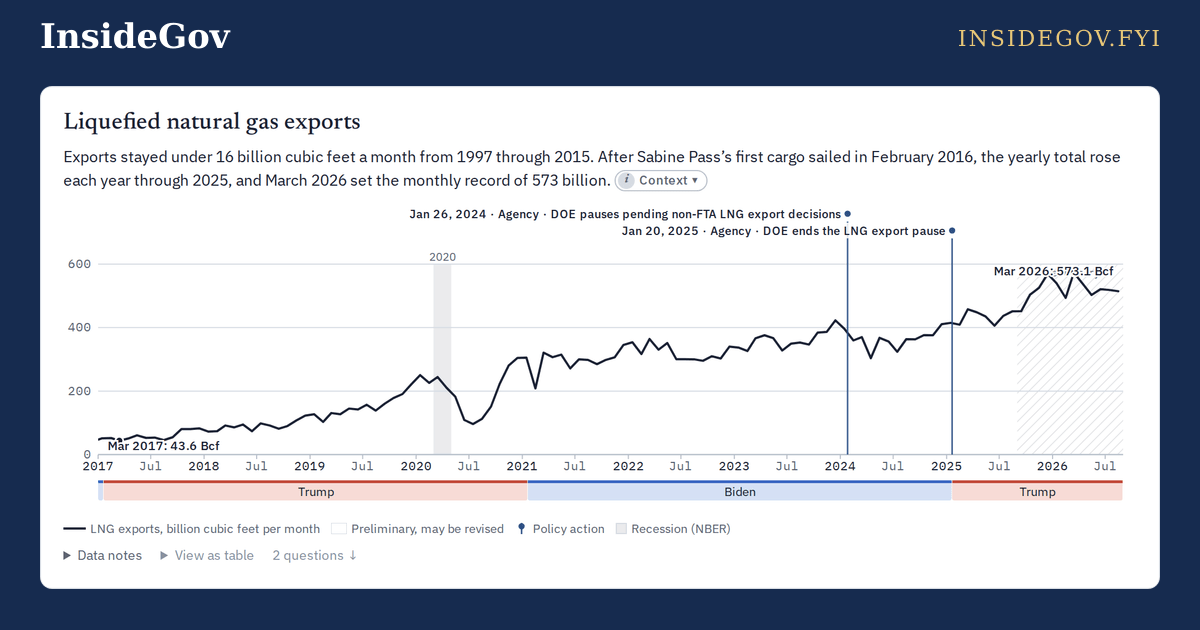 InsideGov
INSIDEGOV.FYI
Liquefied natural gas exports
Exports stayed under 16 billion cubic feet a month from 1997 through 2015. After Sabine Pass’s first cargo sailed in February 2016, the yearly total rose
each year through 2025, and March 2026 set the monthly record of 573 billion. i Context ▾
Jan 26, 2024 · Agency · DOE pauses pending non-FTA LNG export decisions
Jan 20, 2025 · Agency · DOE ends the LNG export pause
2020
600
Mar 2026: 573.1 Bcf
400
200
Mar 2017: 43.6 Bcf
0
2017 Jul 2018 Jul 2019 Jul 2020 Jul 2021 Jul 2022 Jul 2023 Jul 2024 Jul 2025 Jul 2026 Jul
Trump Biden Trump
LNG exports, billion cubic feet per month Preliminary, may be revised Policy action Recession (NBER)
▶ Data notes ▶ View as table 2 questions ↓